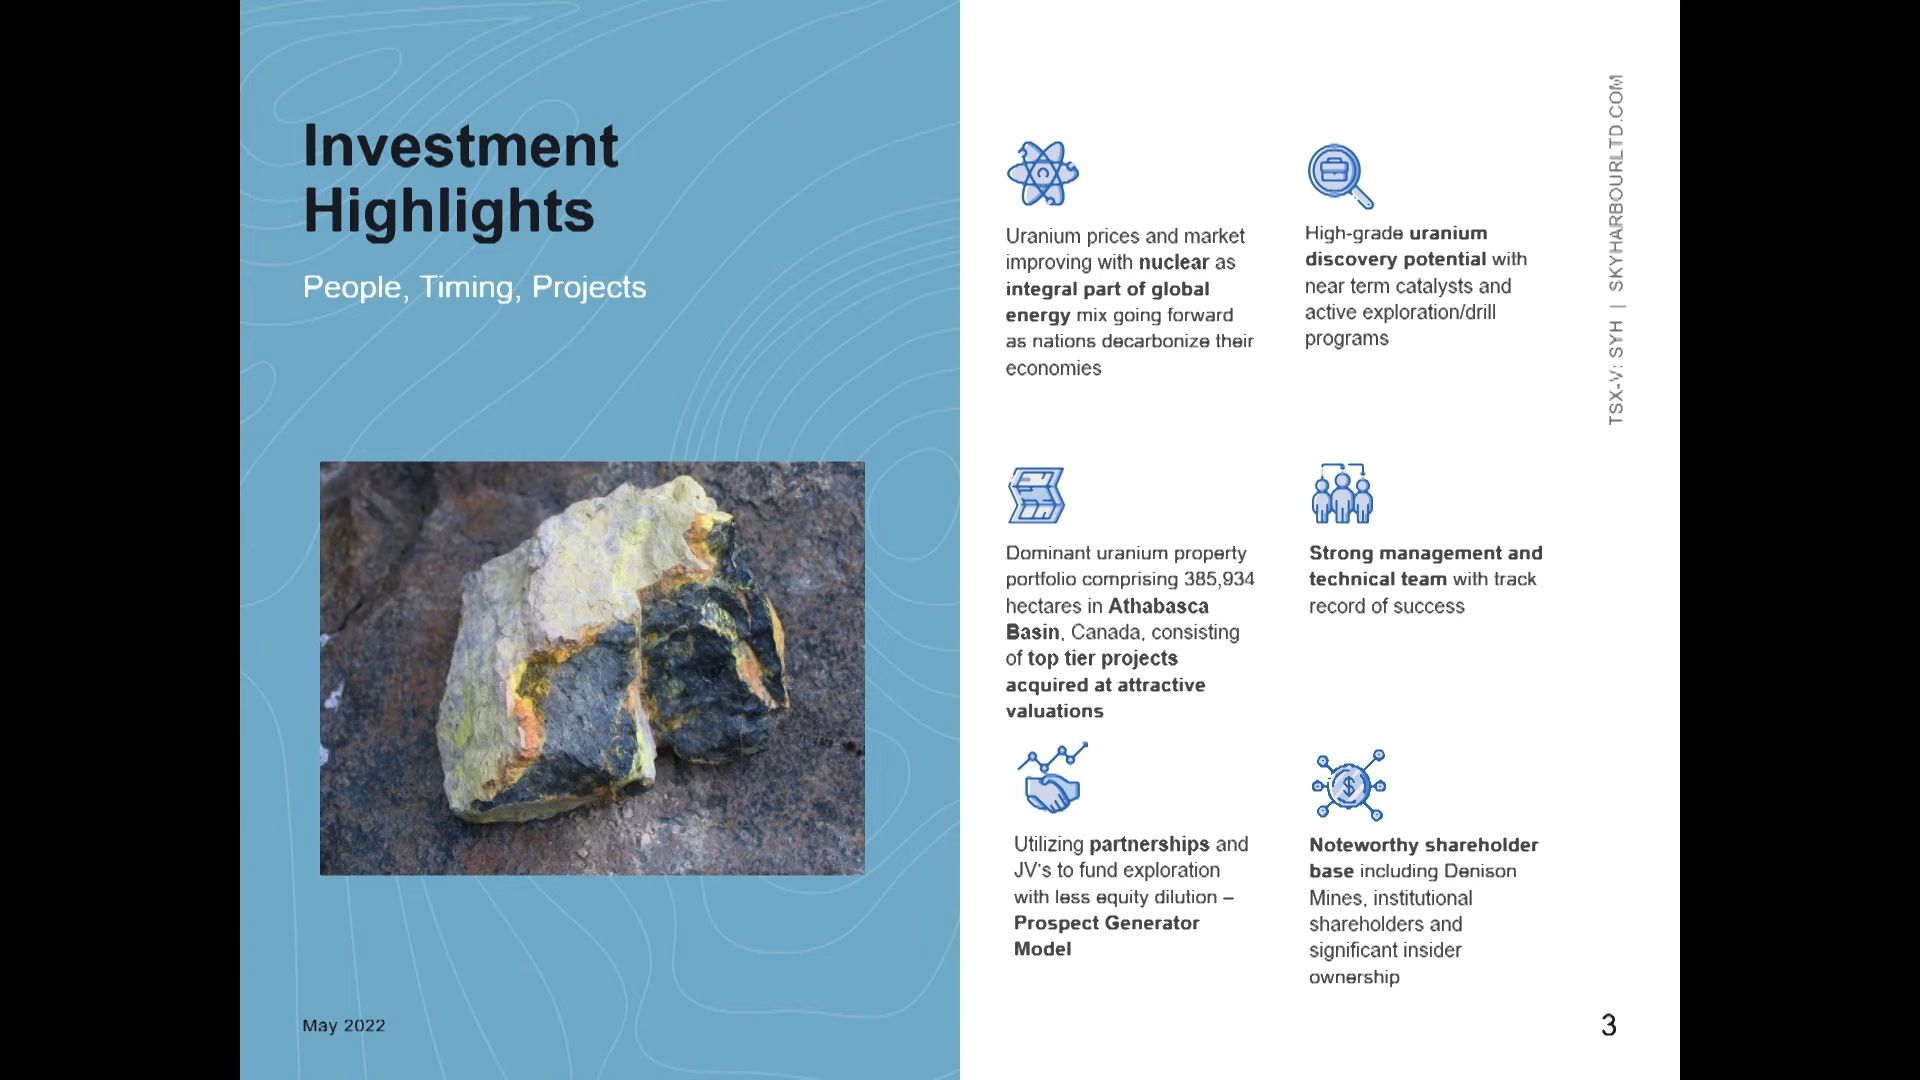 Investment
Highlights
People, Timing, Projects
May 2022
Uranium prices and market
improving with nuclear as
integral part of global
energy mix going forward
as nations decarbonize their
economies
High-grade uranium
discovery potential with
near term catalysts and
active exploration/drill
programs
Dominant uranium property
portfolio comprising 385,934
hectares in Athabasca
Basin, Canada, consisting
of top tier projects
acquired at attractive
valuations
Strong management and
technical team with track
record of success
Utilizing partnerships and
JV's to fund exploration
with less equity dilution –
Prospect Generator
Model
Noteworthy shareholder
base including Denison
Mines, institutional
shareholders and
significant insider
ownership
TSX-V: SYH | SKYHARBOURLTD.COM
3